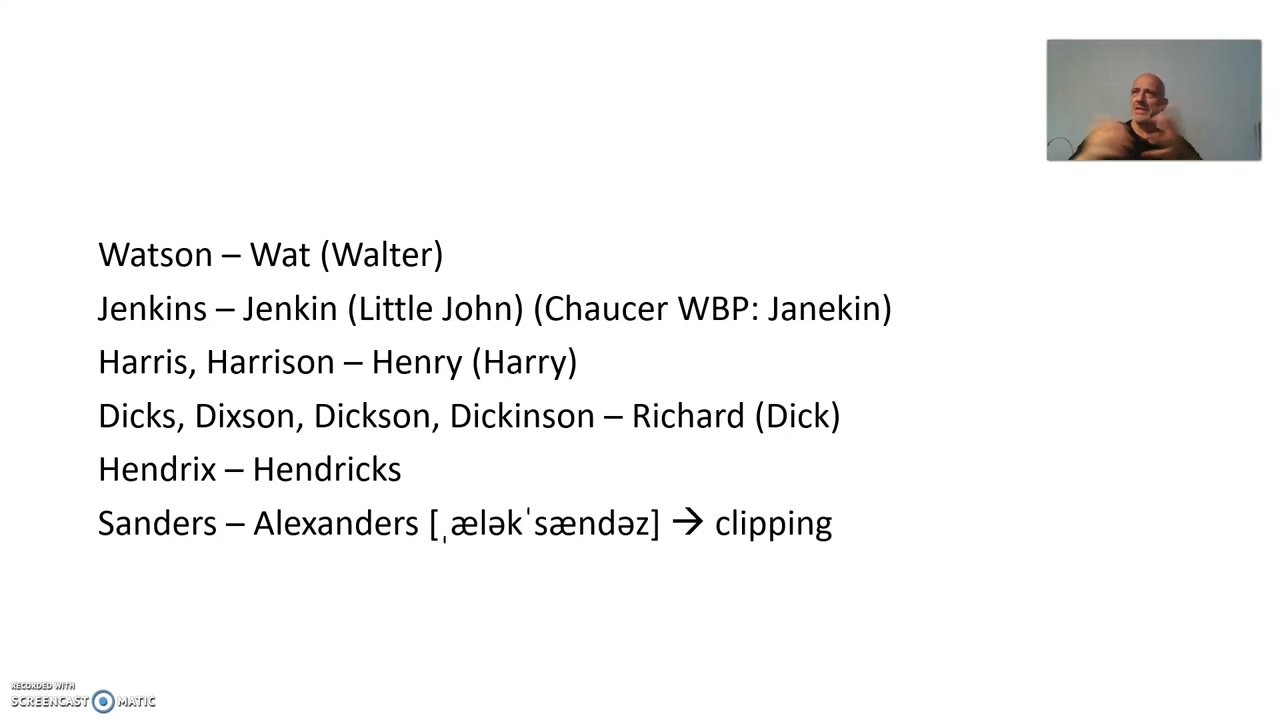 Watson – Wat (Walter)
Jenkins – Jenkin (Little John) (Chaucer WBP: Janekin)
Harris, Harrison – Henry (Harry)
Dicks, Dixson, Dickson, Dickinson – Richard (Dick)
Hendrix – Hendricks
Sanders – Alexanders [ˌæləkˈsændəz] → clipping
RECORDED WITH
SCREENCAST MATIC